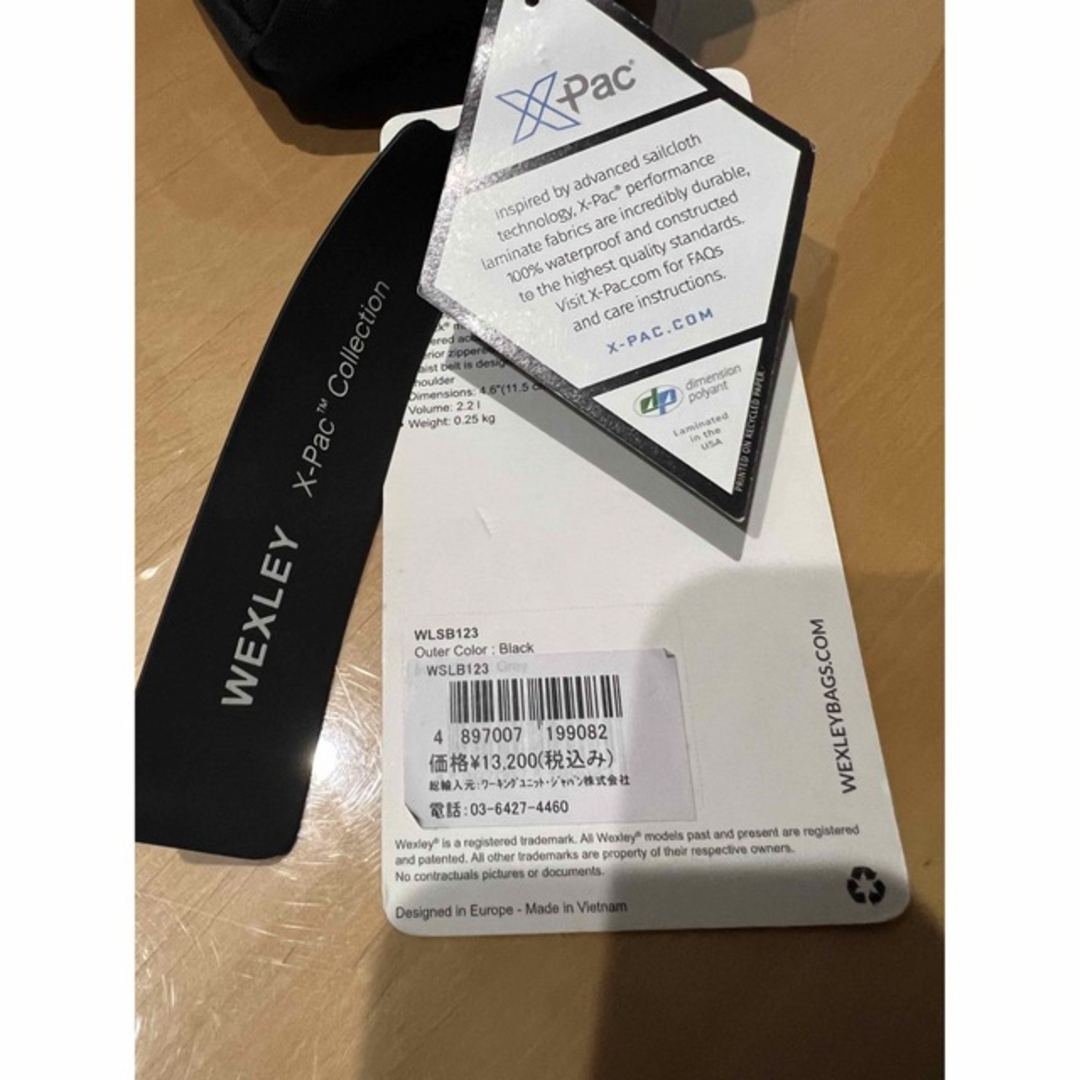 X-Pac®
Inspired by advanced sailcloth
technology, X-Pac® performance
laminate fabrics are incredibly durable,
100% waterproof and constructed
to the highest quality standards.
Visit X-Pac.com for FAQs
and care instructions.
X-PAC.COM
dp dimension
polyant
Laminated
in the
USA
PRINTED ON RECYCLED PAPER
WEXLEY X-Pac™ Collection
zippere
aist belt is desig
houlder
Dimensions: 4.6"(11.5 c
Volume: 2.2 l
Weight: 0.25 kg
WLSB123
Outer Color : Black
WSLB123 Grey
4 897007 199082
価格¥13,200(税込み)
総輸入元:ワーキングユニット・ジャパン株式会社
電話:03-6427-4460
WEXLEYBAGS.COM
Wexley® is a registered trademark. All Wexley® models past and present are registered
and patented. All other trademarks are property of their respective owners.
No contractuals pictures or documents.
Designed in Europe - Made in Vietnam